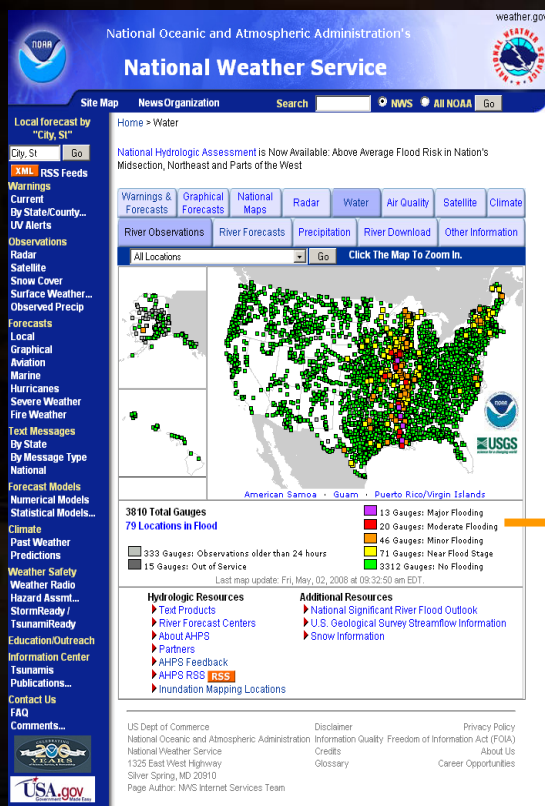 weather.gov
NOAA
National Oceanic and Atmospheric Administration's
National Weather Service
Site Map News Organization Search NWS All NOAA Go
Local forecast by
"City, St"
City, St Go
XML RSS Feeds
Warnings
Current
By State/County...
UV Alerts
Observations
Radar
Satellite
Snow Cover
Surface Weather...
Observed Precip
Forecasts
Local
Graphical
Aviation
Marine
Hurricanes
Severe Weather
Fire Weather
Text Messages
By State
By Message Type
National
Forecast Models
Numerical Models
Statistical Models...
Climate
Past Weather
Predictions
Weather Safety
Weather Radio
Hazard Assmt...
StormReady /
TsunamiReady
Education/Outreach
Information Center
Tsunamis
Publications...
Contact Us
FAQ
Comments...
200
YEARS
USA.gov
Government Made Easy
Home > Water
National Hydrologic Assessment is Now Available: Above Average Flood Risk in Nation's
Midsection, Northeast and Parts of the West
Warnings & Forecasts Graphical Forecasts National Maps Radar Water Air Quality Satellite Climate
River Observations River Forecasts Precipitation River Download Other Information
All Locations Go Click The Map To Zoom In.
NOAA
USGS
American Samoa · Guam · Puerto Rico/Virgin Islands
3810 Total Gauges
79 Locations in Flood
333 Gauges: Observations older than 24 hours
15 Gauges: Out of Service
13 Gauges: Major Flooding
20 Gauges: Moderate Flooding
46 Gauges: Minor Flooding
71 Gauges: Near Flood Stage
3312 Gauges: No Flooding
Last map update: Fri, May, 02, 2008 at 09:32:50 am EDT.
Hydrologic Resources
Text Products
River Forecast Centers
About AHPS
Partners
AHPS Feedback
AHPS RSS RSS
Inundation Mapping Locations
Additional Resources
National Significant River Flood Outlook
U.S. Geological Survey Streamflow Information
Snow Information
US Dept of Commerce
National Oceanic and Atmospheric Administration
National Weather Service
1325 East West Highway
Silver Spring, MD 20910
Page Author: NWS Internet Services Team
Disclaimer
Information Quality
Credits
Glossary
Privacy Policy
Freedom of Information Act (FOIA)
About Us
Career Opportunities